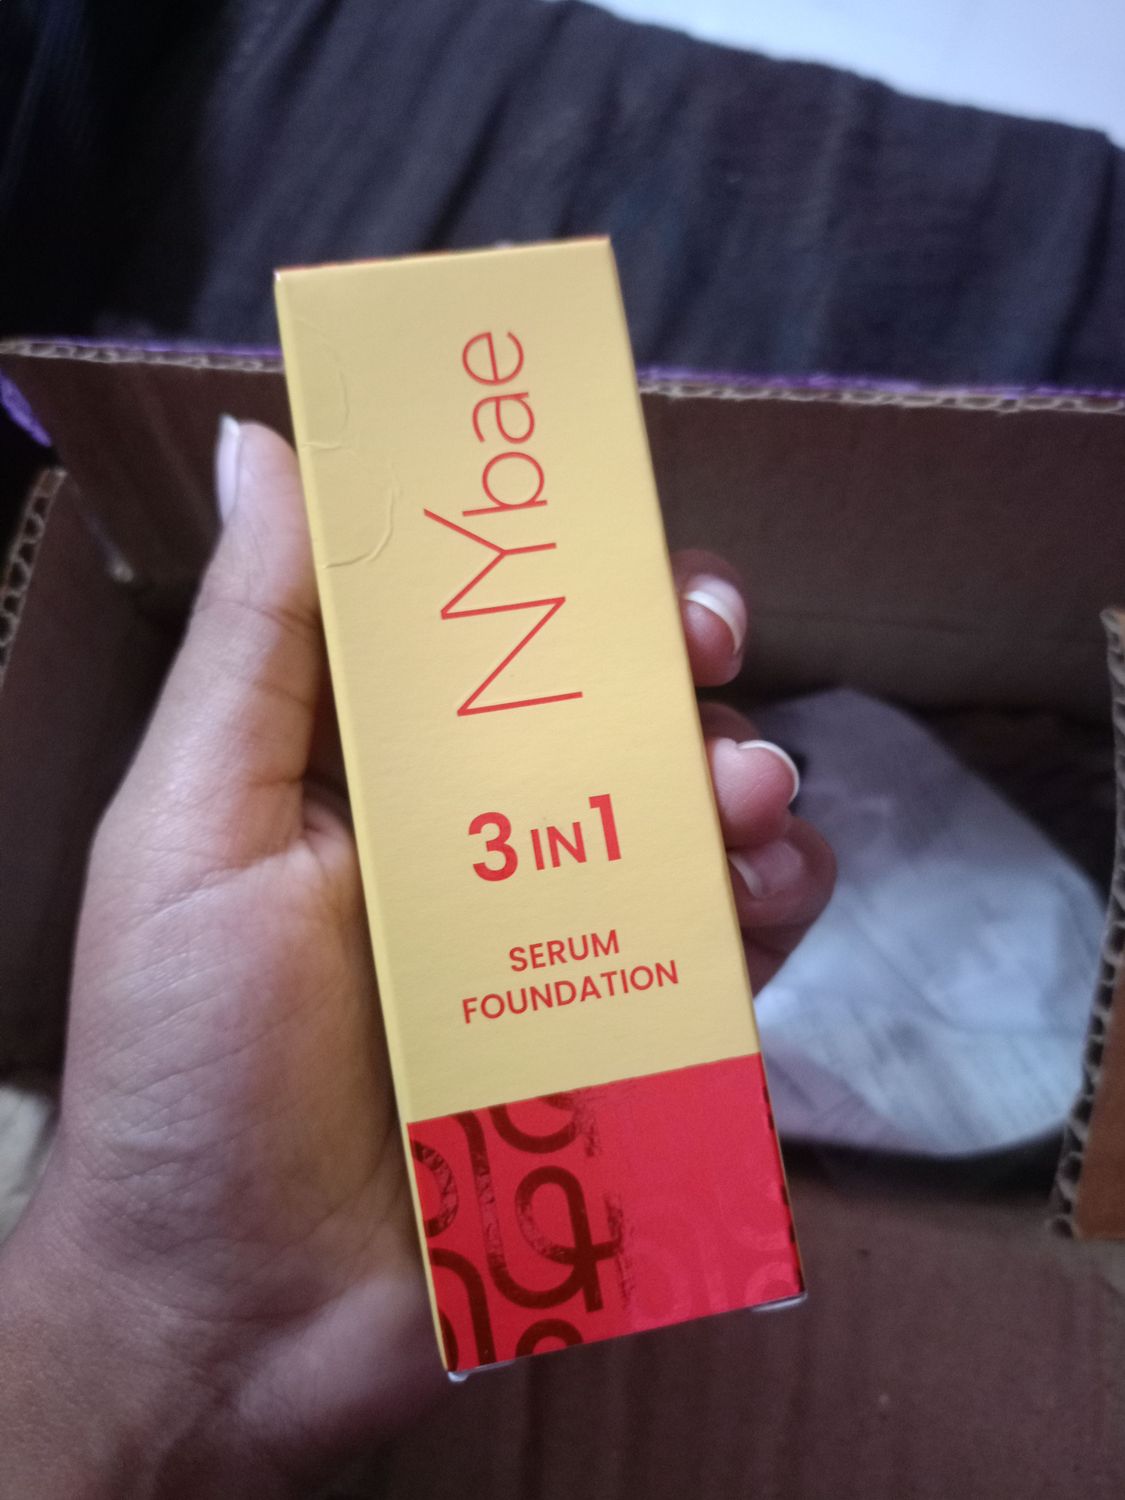 NYbae
3 IN 1
SERUM
FOUNDATION